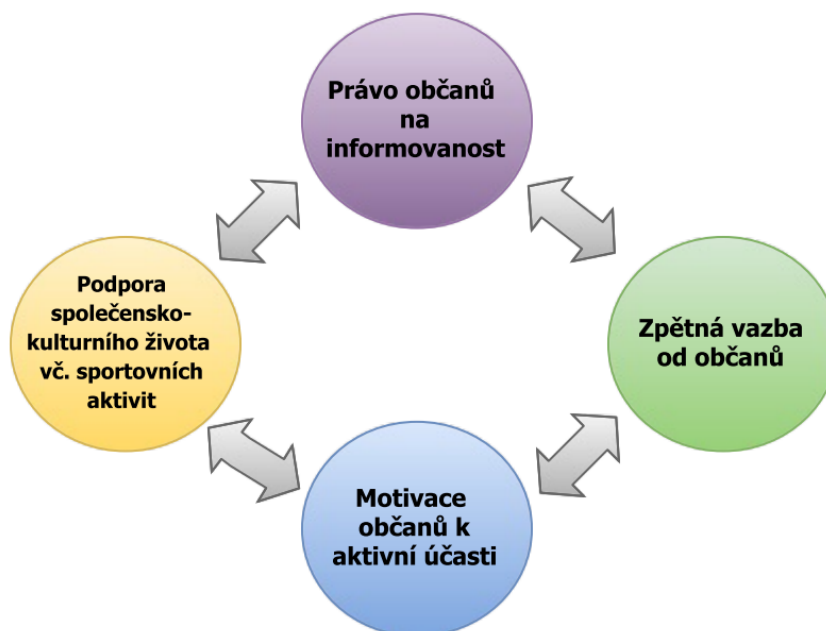 Právo občanů
na
informovanost
Podpora
společensko-
kulturního života
vč. sportovních
aktivit
Zpětná vazba
od občanů
Motivace
občanů k
aktivní účasti